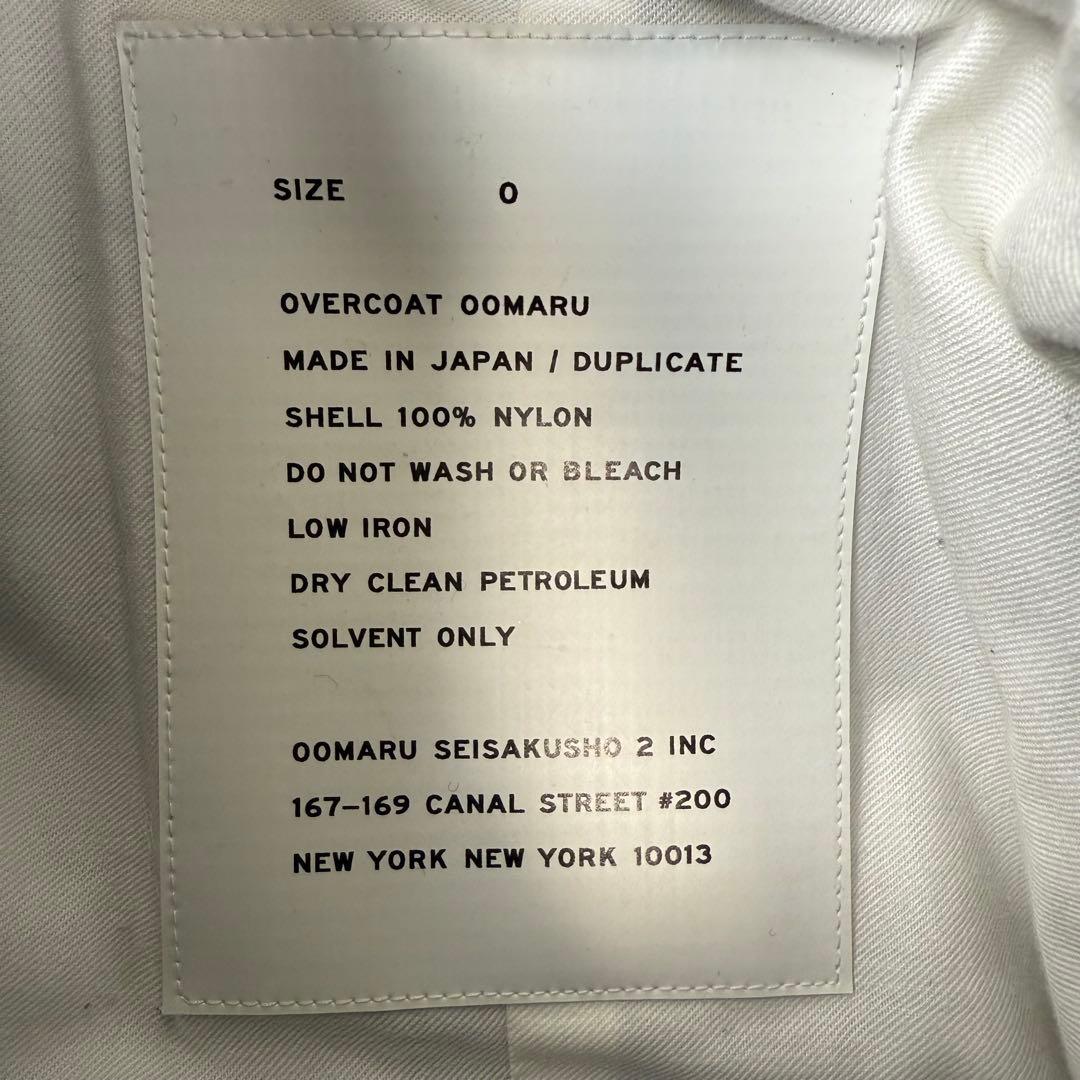 SIZE 0
OVERCOAT OOMARU
MADE IN JAPAN / DUPLICATE
SHELL 100% NYLON
DO NOT WASH OR BLEACH
LOW IRON
DRY CLEAN PETROLEUM
SOLVENT ONLY
OOMARU SEISAKUSHO 2 INC
167-169 CANAL STREET #200
NEW YORK NEW YORK 10013